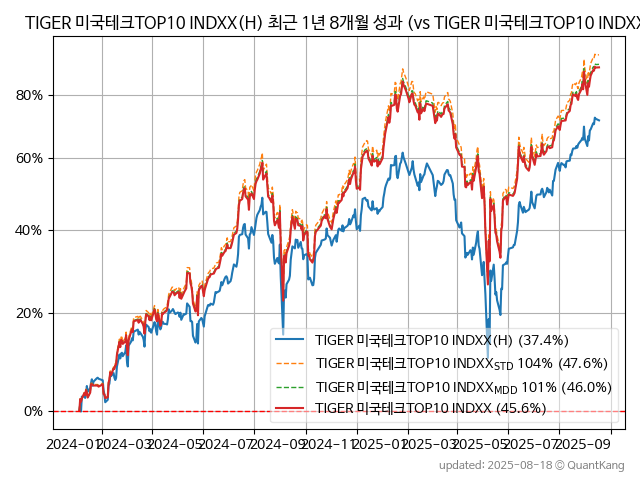 TIGER 미국테크TOP10 INDXX(H) 최근 1년 8개월 성과 (vs TIGER 미국테크TOP10 INDXX
80%
60%
40%
20%
0%
TIGER 미국테크TOP10 INDXX(H) (37.4%)
TIGER 미국테크TOP10 INDXX_STD 104% (47.6%)
TIGER 미국테크TOP10 INDXX_MDD 101% (46.0%)
TIGER 미국테크TOP10 INDXX (45.6%)
2024-01 2024-03 2024-05 2024-07 2024-09 2024-11 2025-01 2025-03 2025-05 2025-07 2025-09
updated: 2025-08-18 © QuantKang